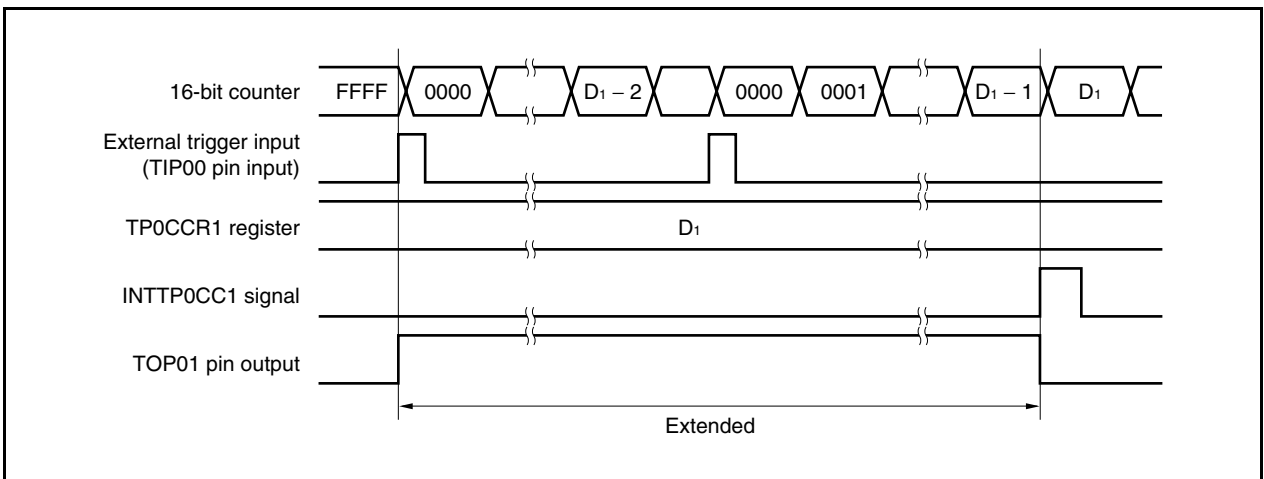 16-bit counter FFFF 0000 D₁ – 2 0000 0001 D₁ – 1 D₁
External trigger input
(TIP00 pin input)
TP0CCR1 register D₁
INTTP0CC1 signal
TOP01 pin output
Extended